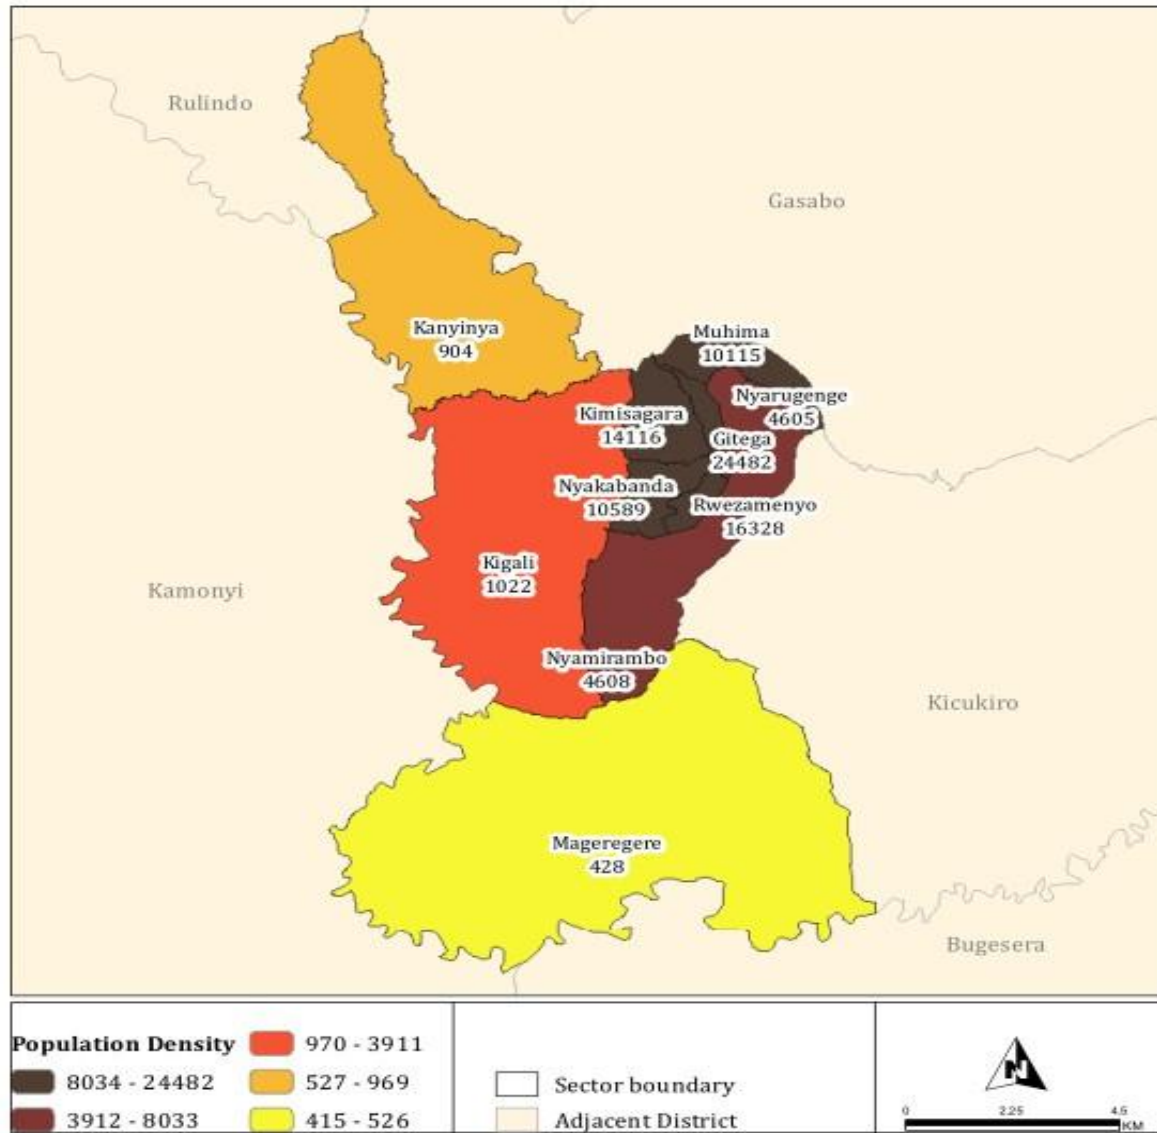 Rulindo
Gasabo
Kanyinya
904
Muhima
10115
Nyarugenge
4605
Kimisagara
14116
Gitega
24482
Nyakabanda
10589
Rwezamenyo
16328
Kigali
1022
Kamonyi
Nyamirambo
4608
Kicukiro
Mageregere
428
Bugesera
Population Density
8034 - 24482
3912 - 8033
970 - 3911
527 - 969
415 - 526
Sector boundary
Adjacent District
N
0 2.25 4.5
KM